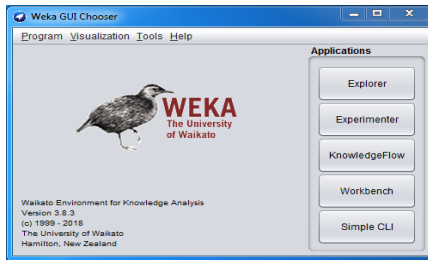 Weka GUI Chooser
Program Visualization Tools Help
Applications
WEKA
The University
of Waikato
Explorer
Experimenter
KnowledgeFlow
Workbench
Simple CLI
Waikato Environment for Knowledge Analysis
Version 3.8.3
(c) 1999 - 2018
The University of Waikato
Hamilton, New Zealand